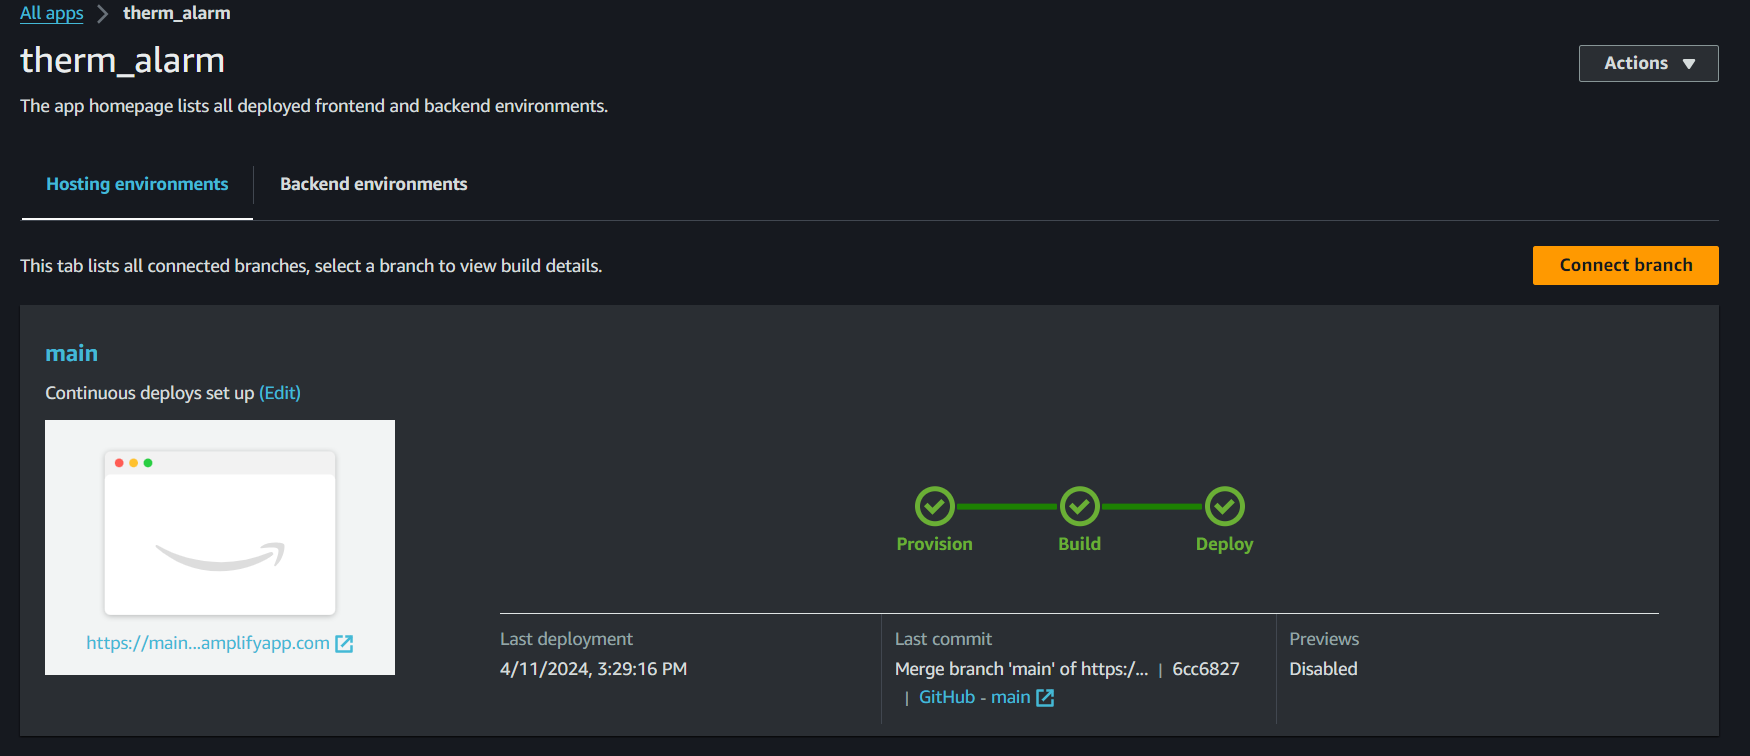 All apps > therm_alarm
therm_alarm
Actions
The app homepage lists all deployed frontend and backend environments.
Hosting environments
Backend environments
This tab lists all connected branches, select a branch to view build details.
Connect branch
main
Continuous deploys set up (Edit)
https://main...amplifyapp.com
Provision
Build
Deploy
Last deployment
4/11/2024, 3:29:16 PM
Last commit
Merge branch 'main' of https:/... | 6cc6827
| GitHub - main
Previews
Disabled